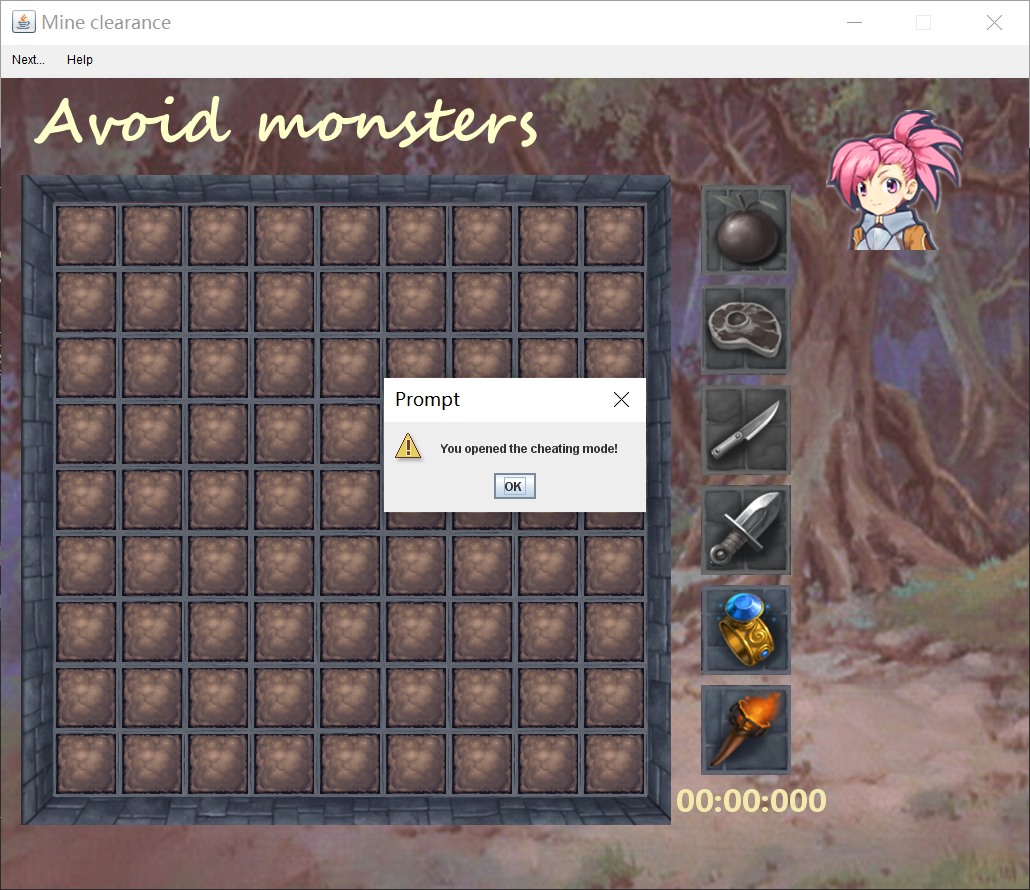 Mine clearance
Next... Help
Avoid monsters
Prompt
You opened the cheating mode!
OK
00:00:000